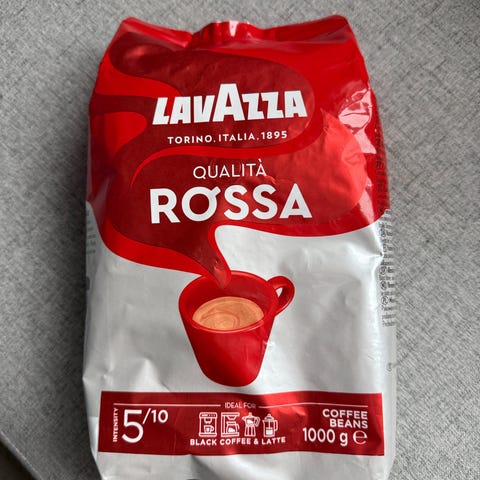 LAVAZZA
TORINO, ITALIA, 1895
QUALITÀ
ROSSA
INTENSITY
5/10
IDEAL FOR
BLACK COFFEE & LATTE
COFFEE
BEANS
1000 g e